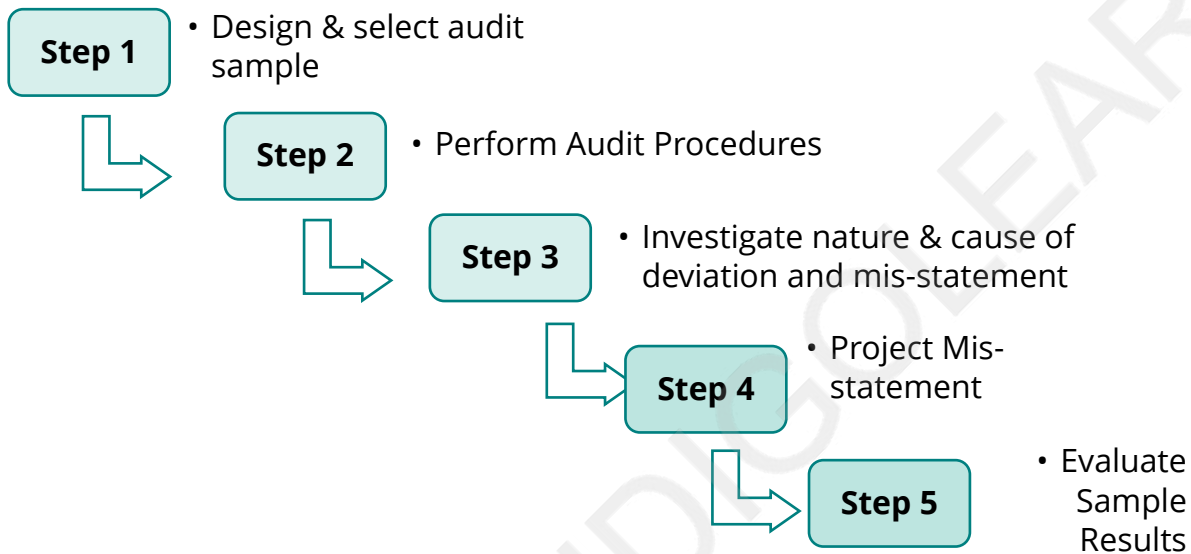 Step 1
• Design & select audit
sample
Step 2
• Perform Audit Procedures
Step 3
• Investigate nature & cause of
deviation and mis-statement
Step 4
• Project Mis-
statement
Step 5
• Evaluate
Sample
Results
NDIGOLEAR